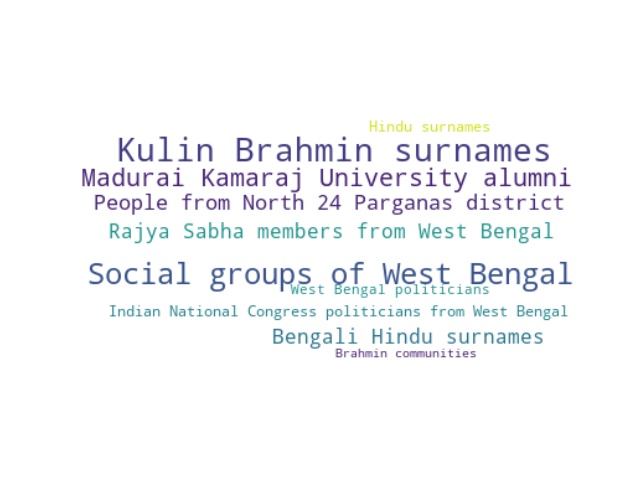 Hindu surnames
Kulin Brahmin surnames
Madurai Kamaraj University alumni
People from North 24 Parganas district
Rajya Sabha members from West Bengal
Social groups of West Bengal
West Bengal politicians
Indian National Congress politicians from West Bengal
Bengali Hindu surnames
Brahmin communities